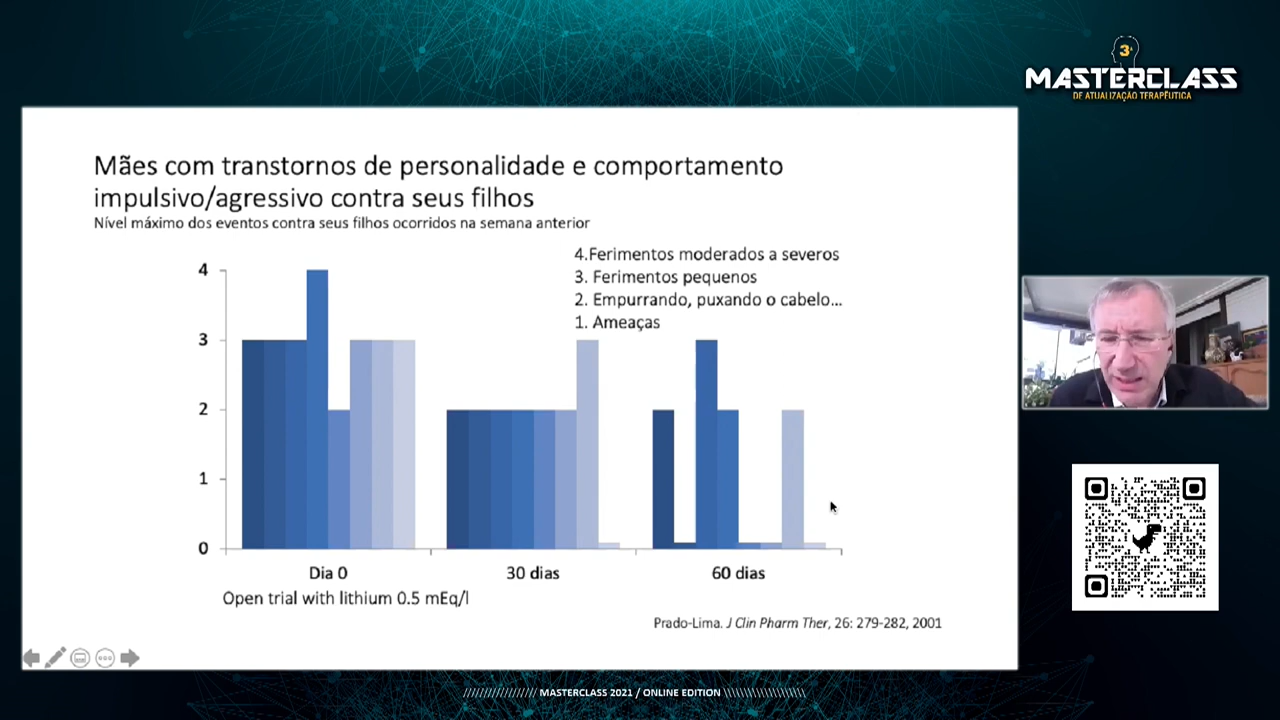 3ª
MASTERCLASS
DE ATUALIZAÇÃO TERAPÊUTICA
Mães com transtornos de personalidade e comportamento
impulsivo/agressivo contra seus filhos
Nível máximo dos eventos contra seus filhos ocorridos na semana anterior
4.Ferimentos moderados a severos
3. Ferimentos pequenos
2. Empurrando, puxando o cabelo...
1. Ameaças
4
3
2
1
0
Dia 0
30 dias
60 dias
Open trial with lithium 0.5 mEq/l
Prado-Lima. J Clin Pharm Ther, 26: 279-282, 2001
////////////////// MASTERCLASS 2021 / ONLINE EDITION \\\\\\\\\\\\\\\\\\\\